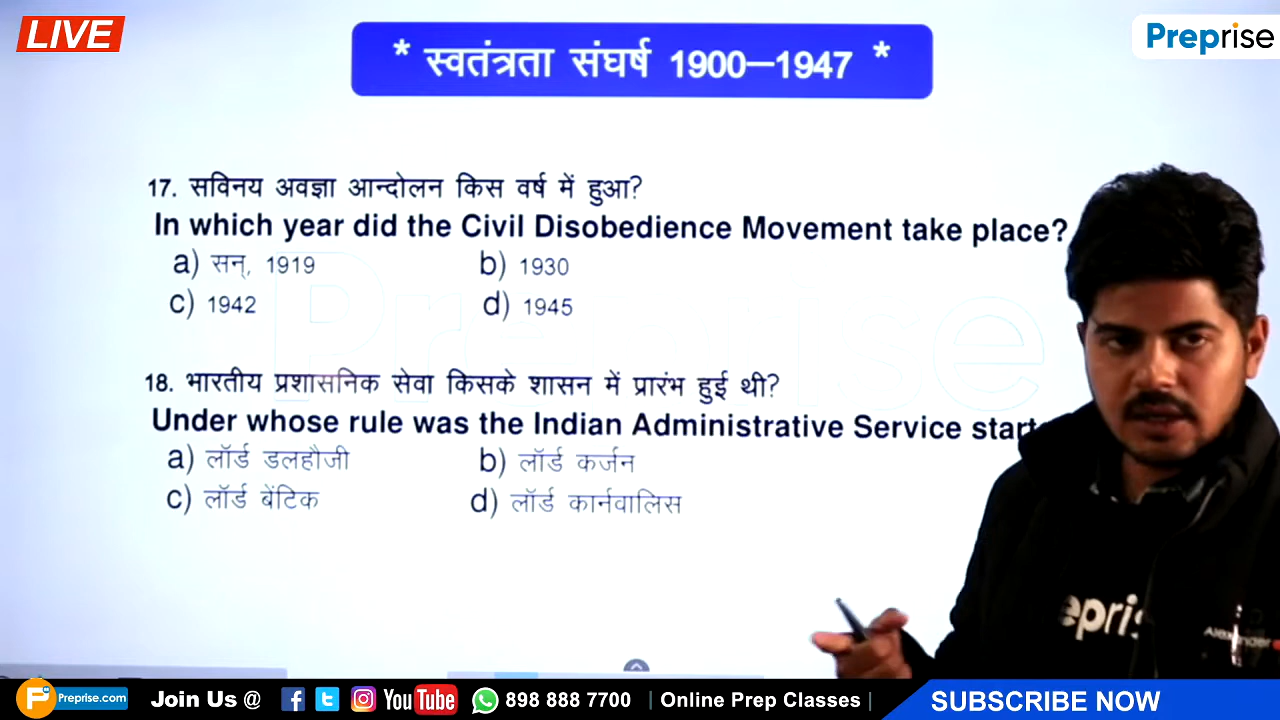 LIVE
Preprise
* स्वतंत्रता संघर्ष 1900–1947 *
17. सविनय अवज्ञा आन्दोलन किस वर्ष में हुआ?
In which year did the Civil Disobedience Movement take place?
a) सन्, 1919 b) 1930
c) 1942 d) 1945
Preprise
18. भारतीय प्रशासनिक सेवा किसके शासन में प्रारंभ हुई थी?
Under whose rule was the Indian Administrative Service start
a) लॉर्ड डलहौजी b) लॉर्ड कर्जन
c) लॉर्ड बेंटिक d) लॉर्ड कार्नवालिस
epris
P Preprise.com Join Us @ YouTube 898 888 7700 | Online Prep Classes | SUBSCRIBE NOW